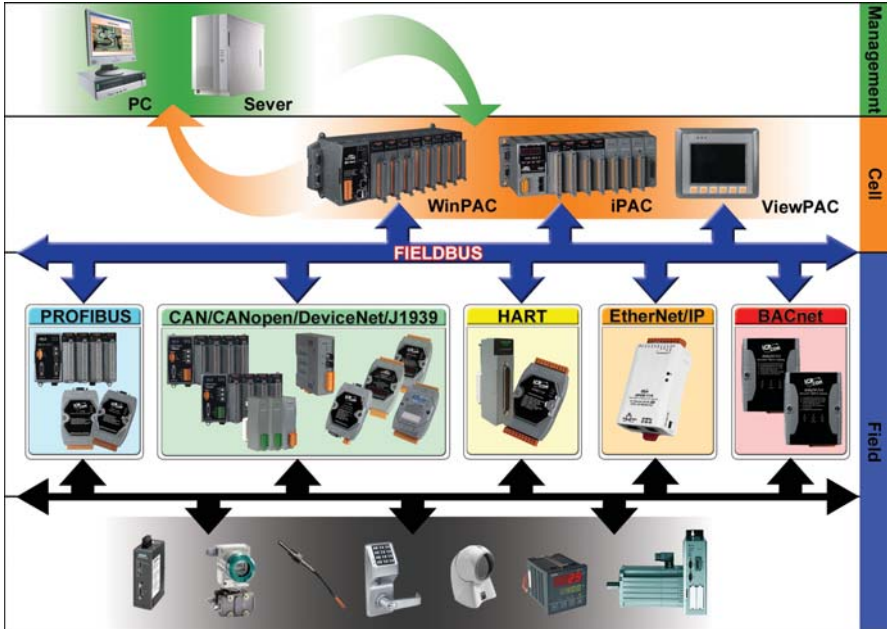 PC
Sever
Management
WinPAC
iPAC
ViewPAC
Cell
FIELDBUS
PROFIBUS
CAN/CANopen/DeviceNet/J1939
HART
EtherNet/IP
BACnet
Field